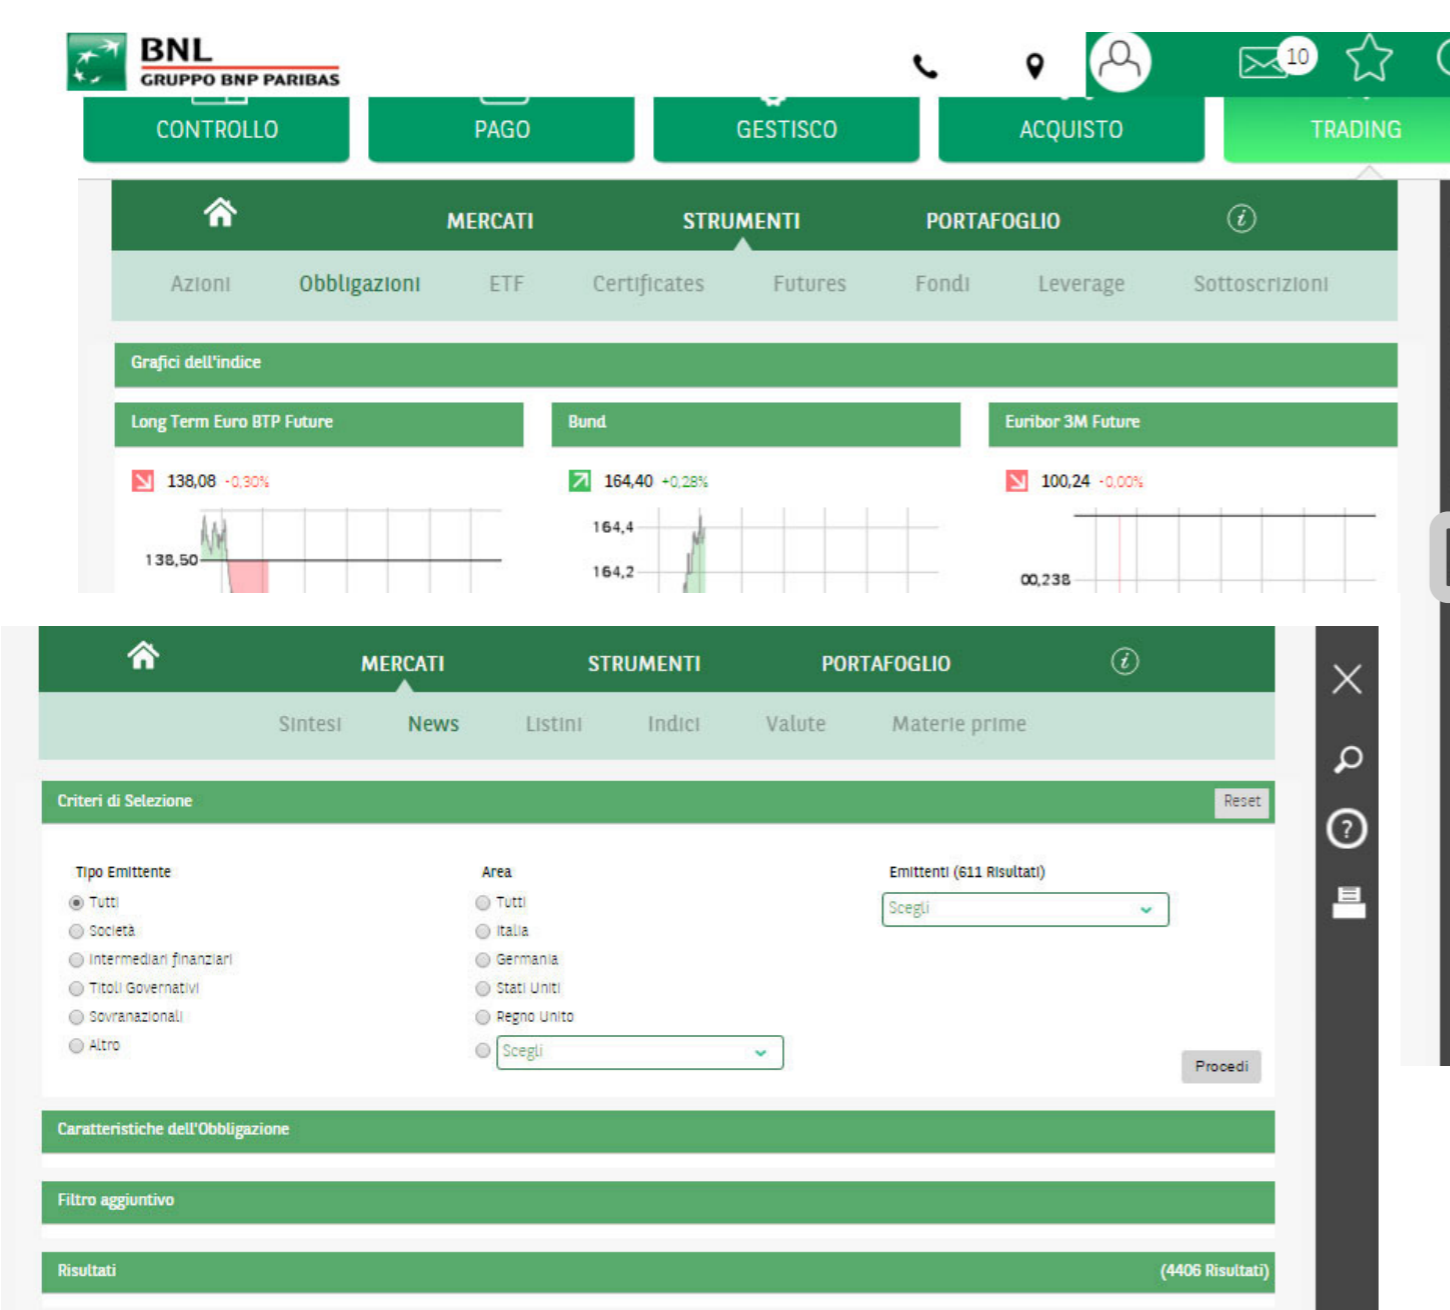 BNL
GRUPPO BNP PARIBAS
10
CONTROLLO PAGO GESTISCO ACQUISTO TRADING
MERCATI STRUMENTI PORTAFOGLIO
Azioni Obbligazioni ETF Certificates Futures Fondi Leverage Sottoscrizioni
Grafici dell'indice
Long Term Euro BTP Future Bund Euribor 3M Future
138,08 -0,30% 164,40 +0,28% 100,24 -0,00%
164,4
138,50
164,2
00,238
MERCATI STRUMENTI PORTAFOGLIO
Sintesi News Listini Indici Valute Materie prime
Criteri di Selezione Reset
Tipo Emittente Area Emittenti (611 Risultati)
Tutti Tutti Scegli
Società Italia
Intermediari finanziari Germania
Titoli Governativi Stati Uniti
Sovranazionali Regno Unito
Altro Scegli
Procedi
Caratteristiche dell'Obbligazione
Filtro aggiuntivo
Risultati (4406 Risultati)